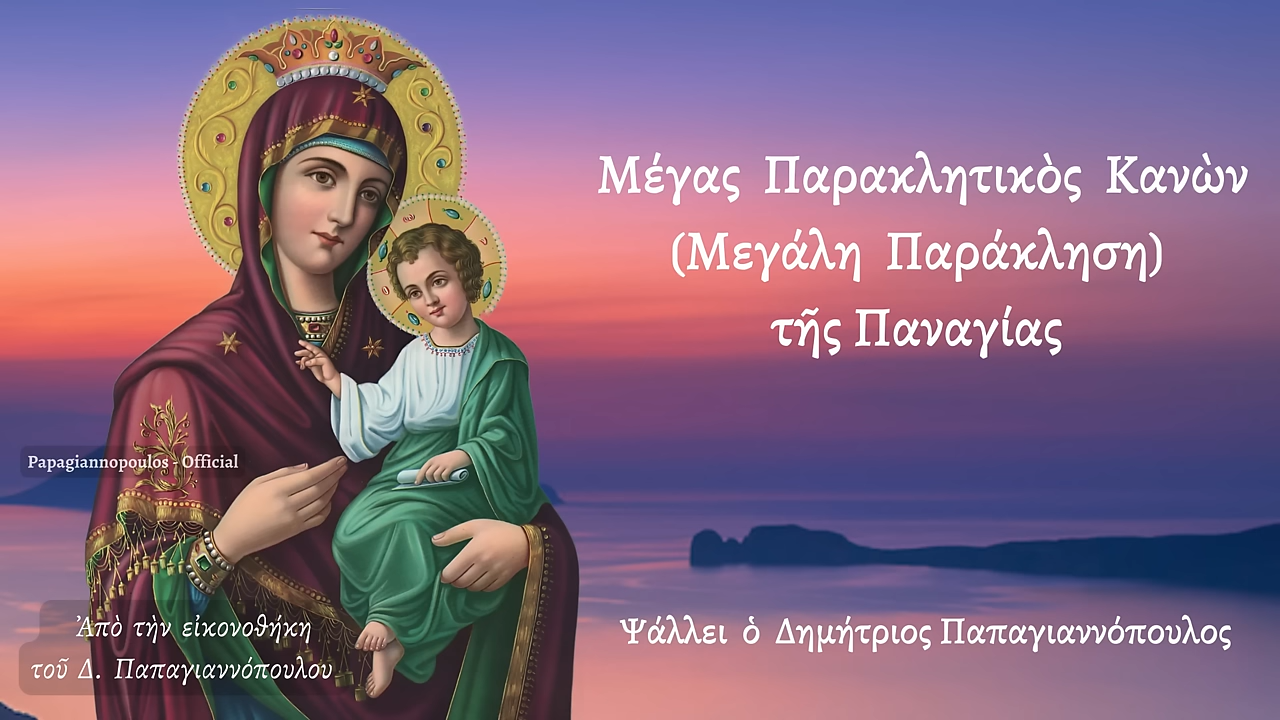 Μέγας Παρακλητικὸς Κανὼν
(Μεγάλη Παράκληση)
τῆς Παναγίας
Papagiannopoulos - Official
Ἀπὸ τὴν εἰκονοθήκη
τοῦ Δ. Παπαγιαννόπουλου
Ψάλλει ὁ Δημήτριος Παπαγιαννόπουλος